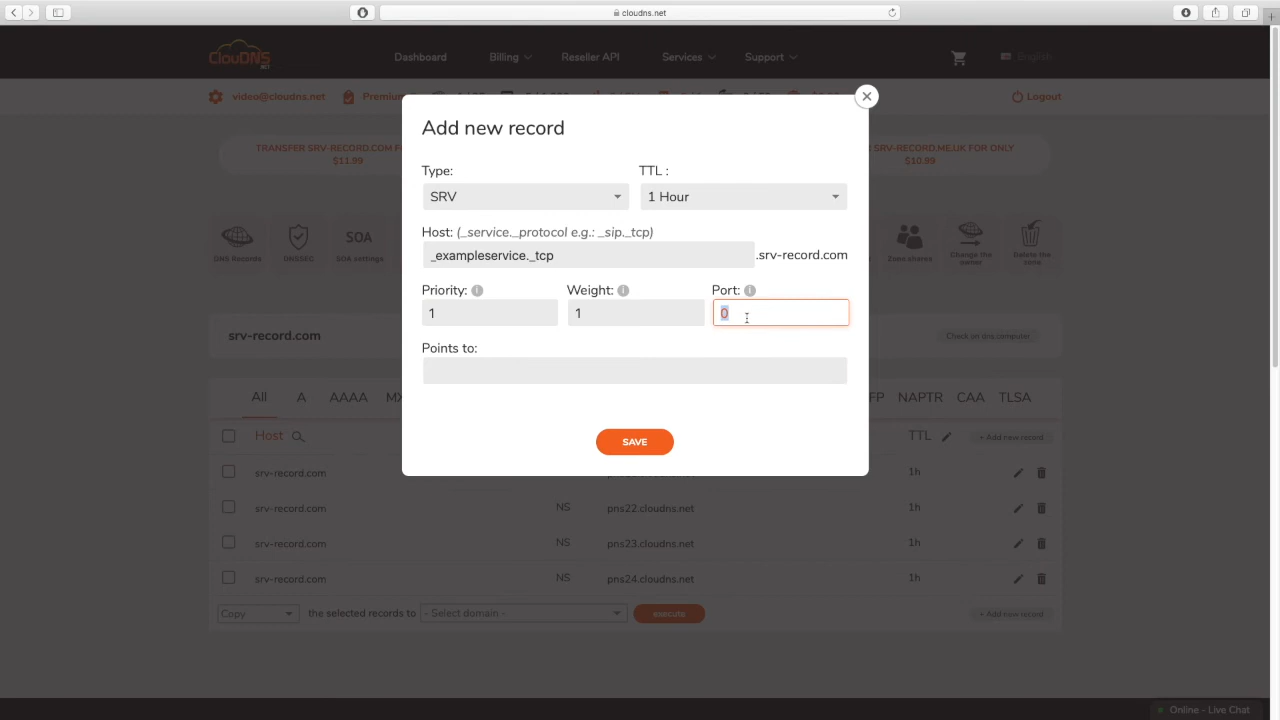 cloudns.net
ClouDNS
.NET
Dashboard
Billing
Reseller API
Services
Support
English
video@cloudns.net
Premium
Logout
TRANSFER SRV-RECORD.COM F
$11.99
SRV-RECORD.ME.UK FOR ONLY
$10.99
DNS Records
DNSSEC
SOA
SOA settings
Zone shares
Change the
owner
Delete the
zone
srv-record.com
Check on dns.computer
Add new record
Type:
TTL :
SRV
1 Hour
Host: (_service._protocol e.g.: _sip._tcp)
_exampleservice._tcp
.srv-record.com
Priority:
Weight:
Port:
1
1
0
Points to:
SAVE
All
A
AAAA
MX
FP
NAPTR
CAA
TLSA
Host
TTL
+ Add new record
srv-record.com
1h
srv-record.com
NS
pns22.cloudns.net
1h
srv-record.com
NS
pns23.cloudns.net
1h
srv-record.com
NS
pns24.cloudns.net
1h
Copy
the selected records to
- Select domain -
execute
+ Add new record
Online - Live Chat